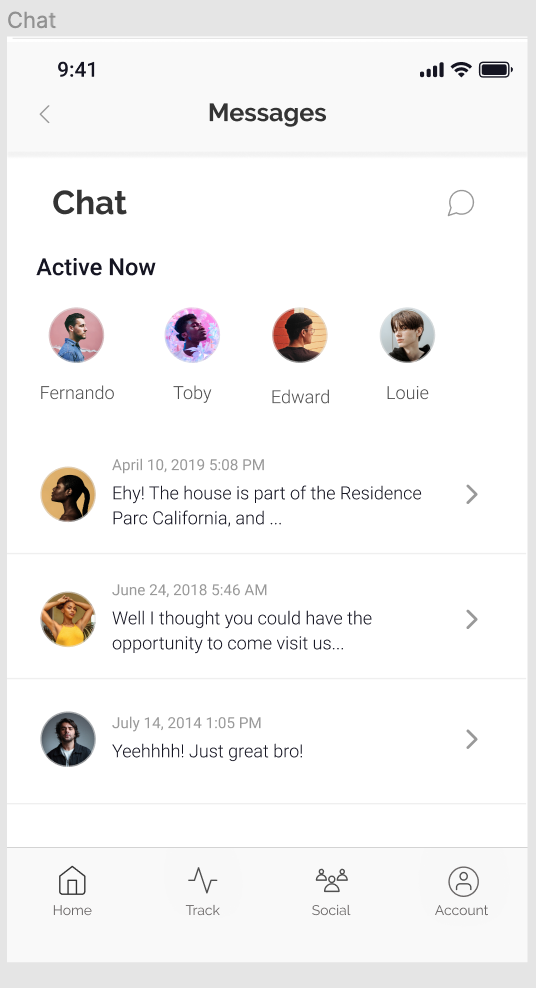 Chat
9:41
Messages
Chat
Active Now
Fernando
Toby
Edward
Louie
April 10, 2019 5:08 PM
Ehy! The house is part of the Residence
Parc California, and ...
June 24, 2018 5:46 AM
Well I thought you could have the
opportunity to come visit us...
July 14, 2014 1:05 PM
Yeehhhh! Just great bro!
Home
Track
Social
Account